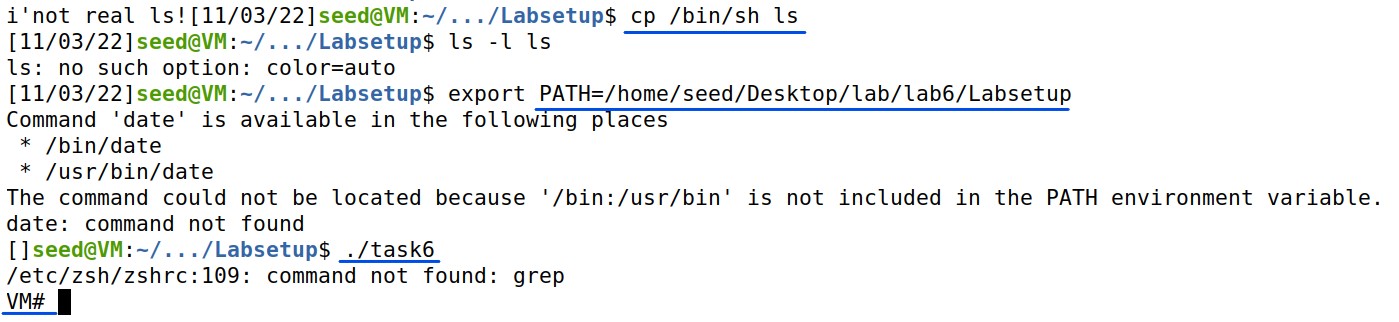 i'not real ls![11/03/22]seed@VM:~/.../Labsetup$ cp /bin/sh ls
[11/03/22]seed@VM:~/.../Labsetup$ ls -l ls
ls: no such option: color=auto
[11/03/22]seed@VM:~/.../Labsetup$ export PATH=/home/seed/Desktop/lab/lab6/Labsetup
Command 'date' is available in the following places
 * /bin/date
 * /usr/bin/date
The command could not be located because '/bin:/usr/bin' is not included in the PATH environment variable.
date: command not found
[]seed@VM:~/.../Labsetup$ ./task6
/etc/zsh/zshrc:109: command not found: grep
VM#